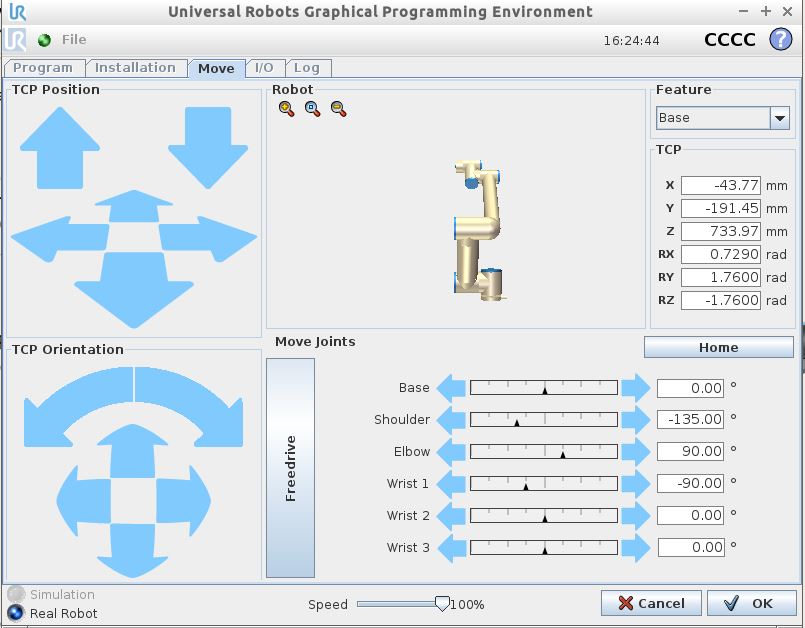 UR Universal Robots Graphical Programming Environment
UR File 16:24:44 CCCC ?
Program Installation Move I/O Log
TCP Position
Robot
Feature
Base
TCP
X -43.77 mm
Y -191.45 mm
Z 733.97 mm
RX 0.7290 rad
RY 1.7600 rad
RZ -1.7600 rad
TCP Orientation
Move Joints
Home
Freedrive
Base 0.00 °
Shoulder -135.00 °
Elbow 90.00 °
Wrist 1 -90.00 °
Wrist 2 0.00 °
Wrist 3 0.00 °
Simulation
Real Robot
Speed 100%
Cancel
OK